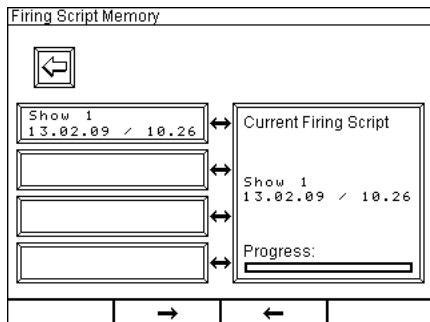 Firing Script Memory
Show 1
13.02.09 / 10.26
Current Firing Script
Show 1
13.02.09 / 10.26
Progress: